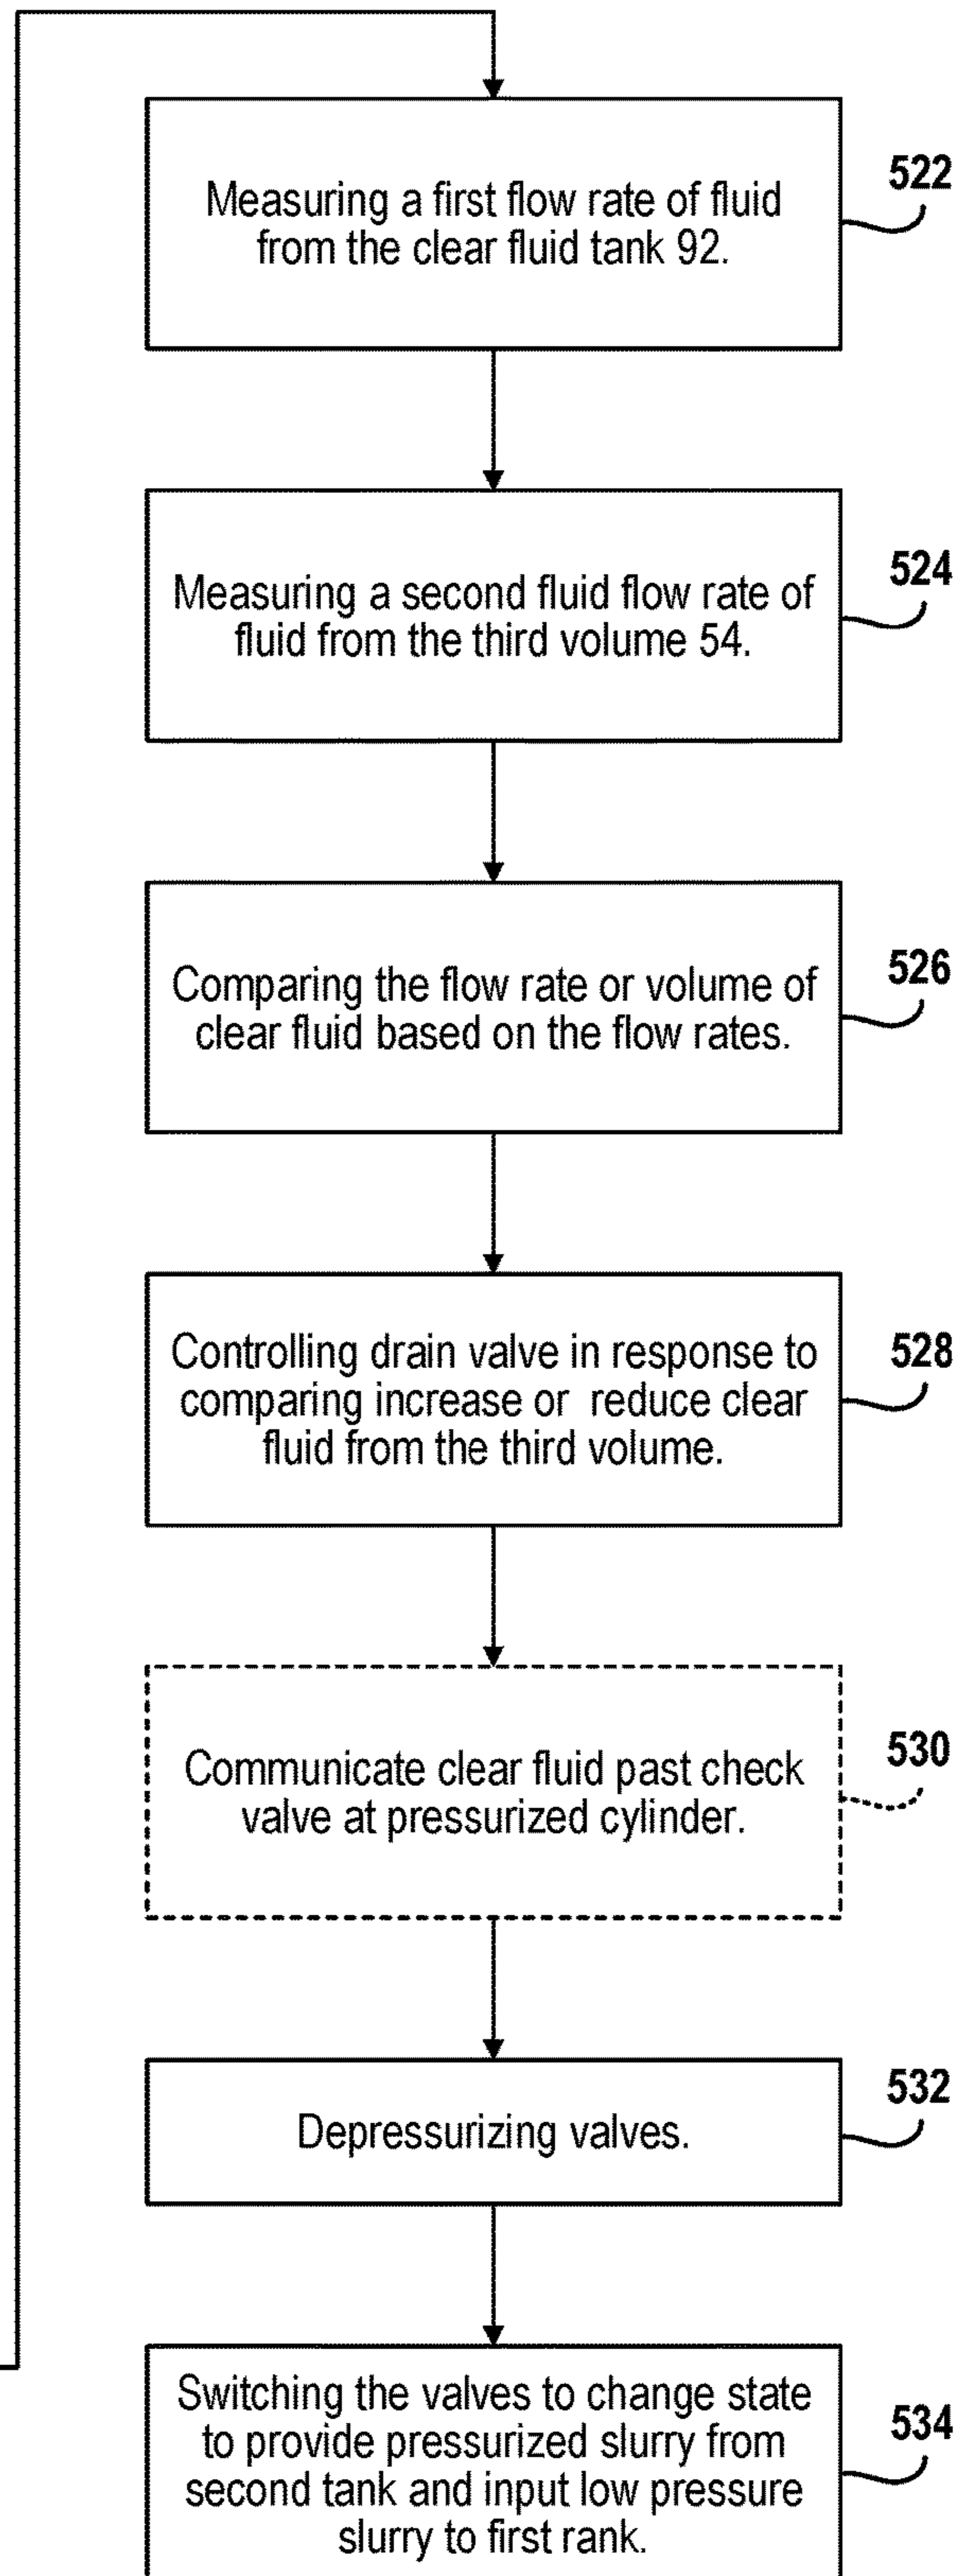 Measuring a first flow rate of fluid
from the clear fluid tank 92.
522
Measuring a second fluid flow rate of
fluid from the third volume 54.
524
Comparing the flow rate or volume of
clear fluid based on the flow rates.
526
Controlling drain valve in response to
comparing increase or reduce clear
fluid from the third volume.
528
Communicate clear fluid past check
valve at pressurized cylinder.
530
Depressurizing valves.
532
Switching the valves to change state
to provide pressurized slurry from
second tank and input low pressure
slurry to first rank.
534